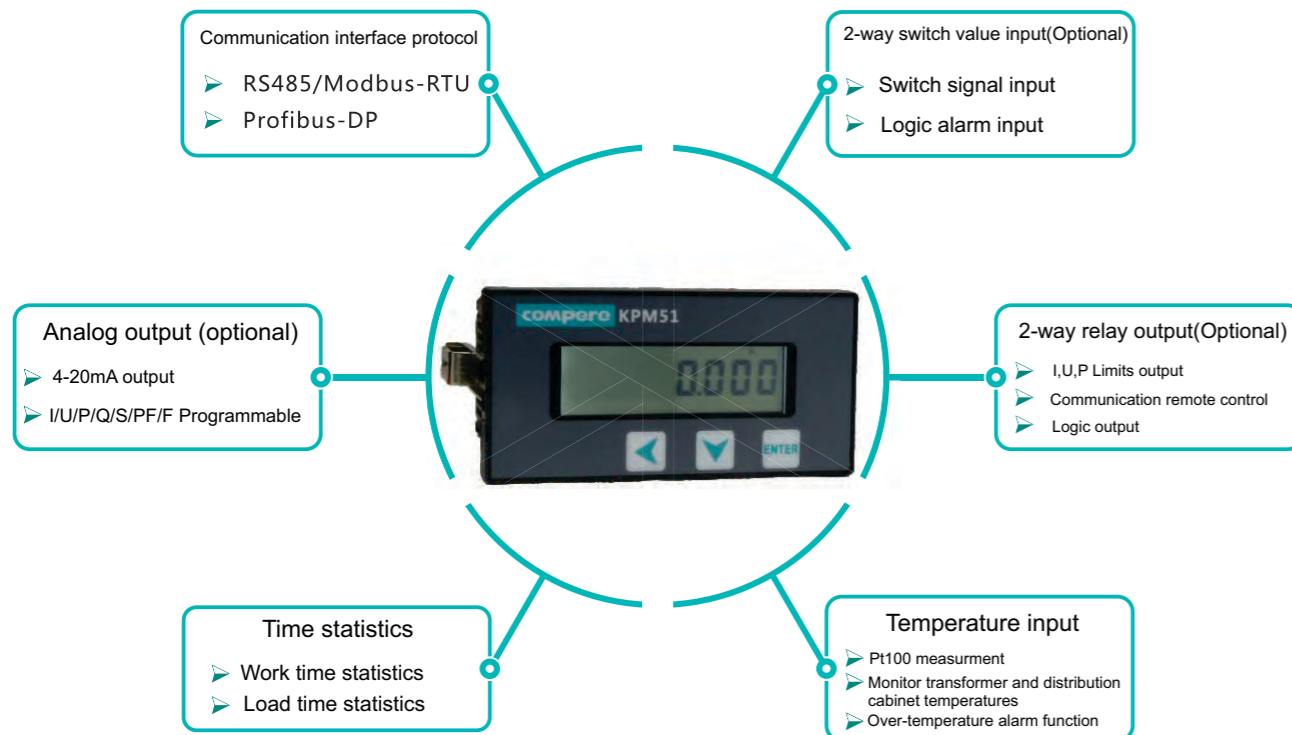 Communication interface protocol
RS485/Modbus-RTU
Profibus-DP
2-way switch value input(Optional)
Switch signal input
Logic alarm input
Analog output (optional)
4-20mA output
I/U/P/Q/S/PF/F Programmable
compere KPM51
0.000
ENTER
2-way relay output(Optional)
I,U,P Limits output
Communication remote control
Logic output
Time statistics
Work time statistics
Load time statistics
Temperature input
Pt100 measurment
Monitor transformer and distribution
cabinet temperatures
Over-temperature alarm function